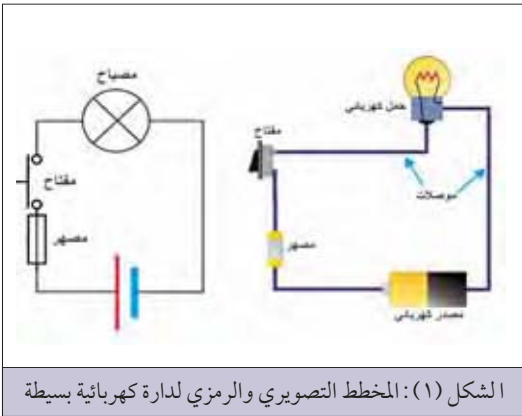 مصباح
مفتاح
مصهر
حمل كهربائي
مفتاح
موصلات
مصهر
مصدر كهربائي
الشكل (١): المخطط التصويري والرمزي لدارة كهربائية بسيطة